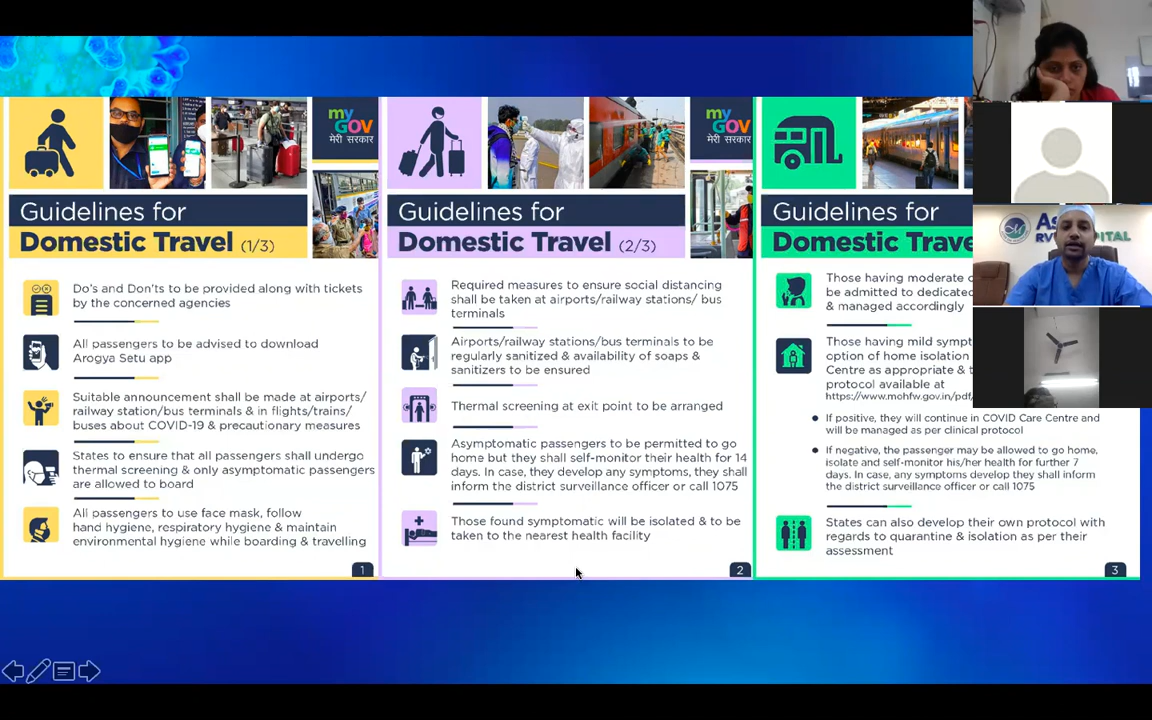 my
GOV
मेरी सरकार
Guidelines for
Domestic Travel (1/3)
Do's and Don'ts to be provided along with tickets
by the concerned agencies
All passengers to be advised to download
Arogya Setu app
Suitable announcement shall be made at airports/
railway station/bus terminals & in flights/trains/
buses about COVID-19 & precautionary measures
States to ensure that all passengers shall undergo
thermal screening & only asymptomatic passengers
are allowed to board
All passengers to use face mask, follow
hand hygiene, respiratory hygiene & maintain
environmental hygiene while boarding & travelling
1
my
GOV
मेरी सरकार
Guidelines for
Domestic Travel (2/3)
Required measures to ensure social distancing
shall be taken at airports/railway stations/ bus
terminals
Airports/railway stations/bus terminals to be
regularly sanitized & availability of soaps &
sanitizers to be ensured
Thermal screening at exit point to be arranged
Asymptomatic passengers to be permitted to go
home but they shall self-monitor their health for 14
days. In case, they develop any symptoms, they shall
inform the district surveillance officer or call 1075
Those found symptomatic will be isolated & to be
taken to the nearest health facility
2
Guidelines for
Domestic Trave
Those having moderate
be admitted to dedicated
& managed accordingly
Those having mild sympt
option of home isolation
Centre as appropriate &
protocol available at
https://www.mohfw.gov.in/pdf/
If positive, they will continue in COVID Care Centre and
will be managed as per clinical protocol
If negative, the passenger may be allowed to go home,
isolate and self-monitor his/her health for further 7
days. In case, any symptoms develop they shall inform
the district surveillance officer or call 1075
States can also develop their own protocol with
regards to quarantine & isolation as per their
assessment
3